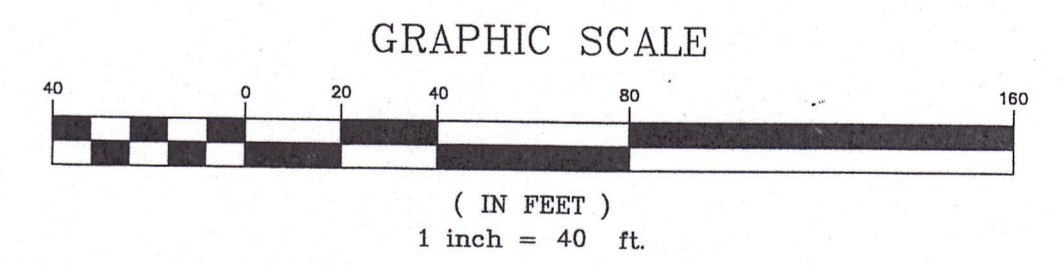 GRAPHIC SCALE
40 0 20 40 80 160
( IN FEET )
1 inch = 40 ft.